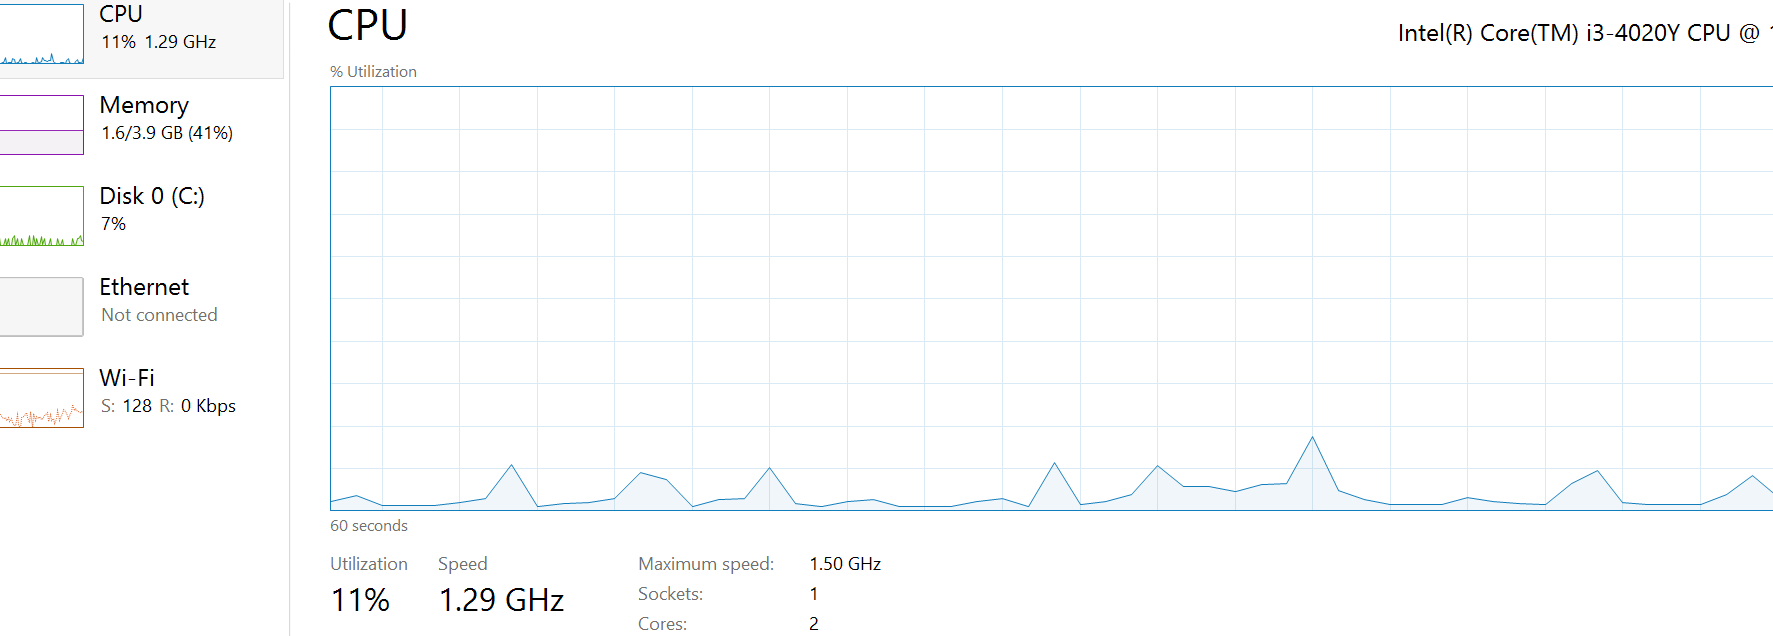 CPU
11% 1.29 GHz
Memory
1.6/3.9 GB (41%)
Disk 0 (C:)
7%
Ethernet
Not connected
Wi-Fi
S: 128 R: 0 Kbps
CPU
Intel(R) Core(TM) i3-4020Y CPU @
% Utilization
60 seconds
Utilization
11%
Speed
1.29 GHz
Maximum speed: 1.50 GHz
Sockets: 1
Cores: 2